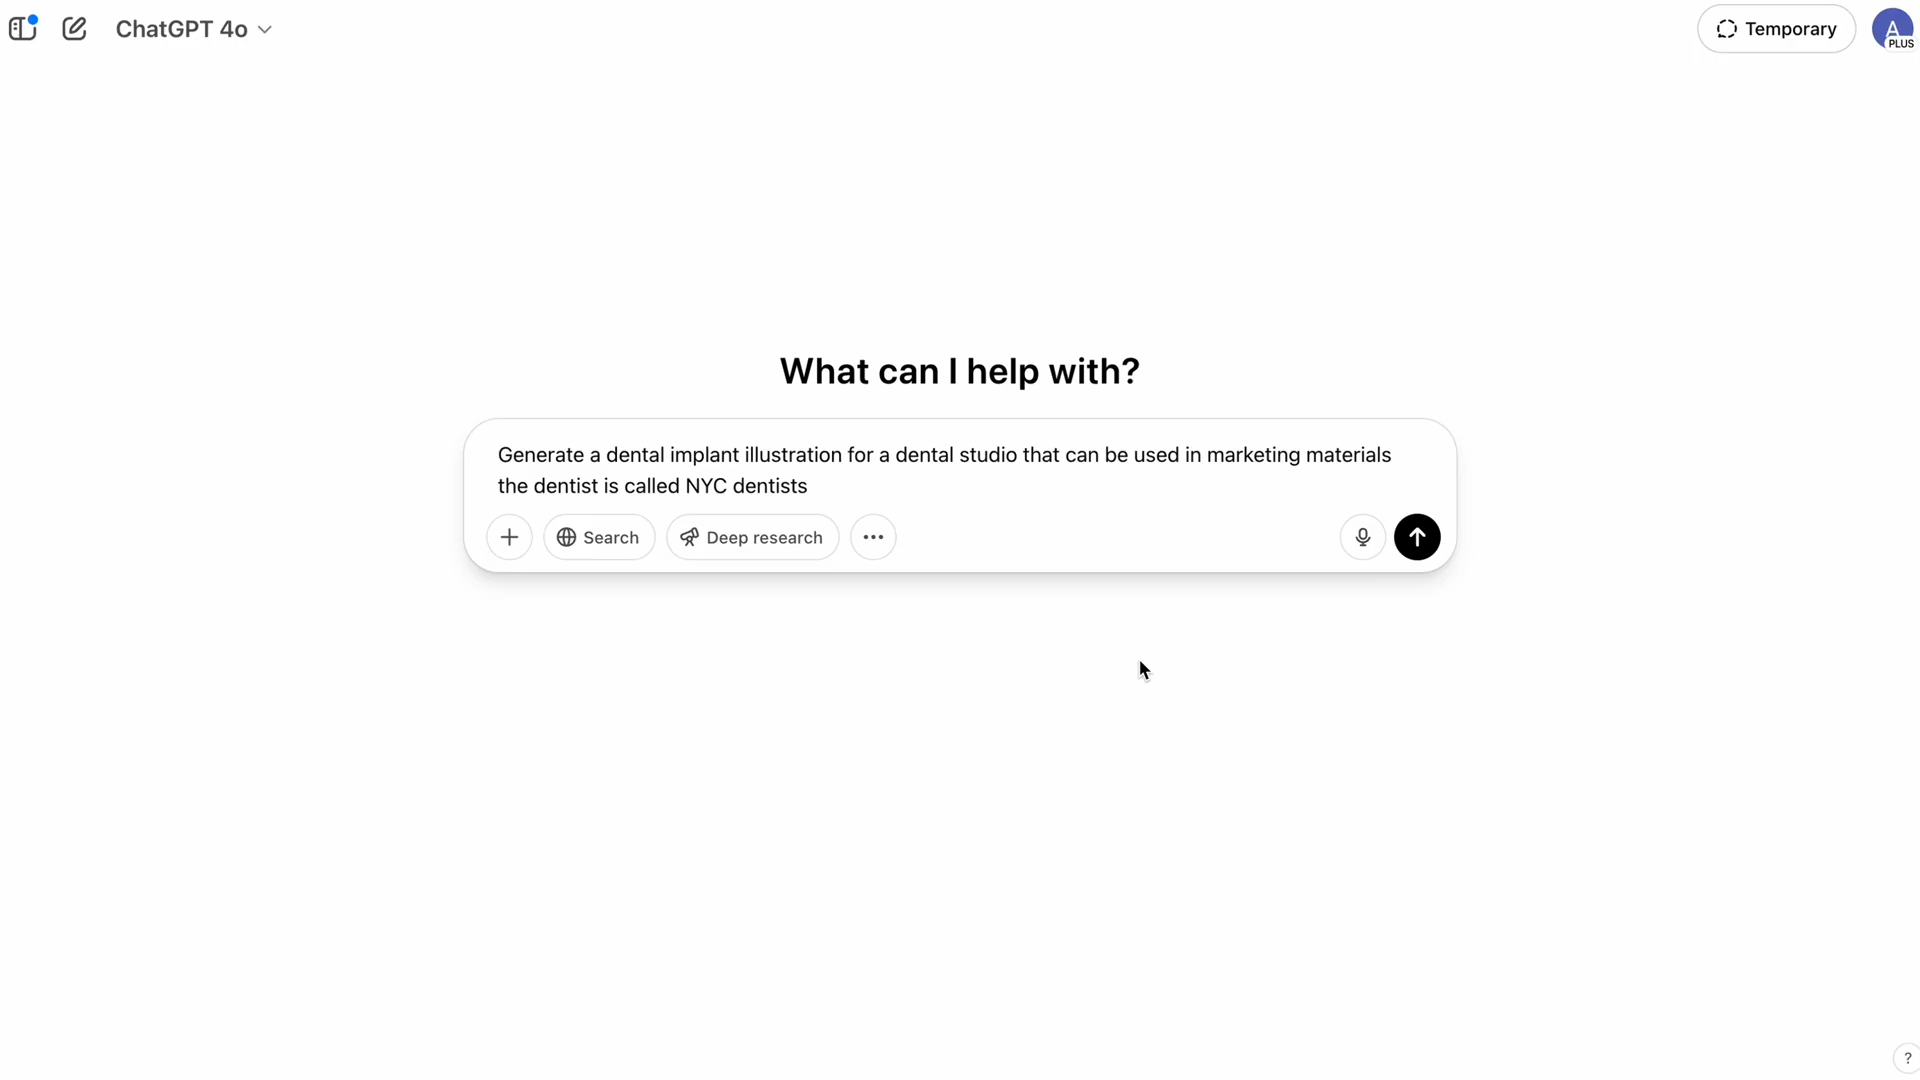 ChatGPT 4o
Temporary
A
PLUS
What can I help with?
Generate a dental implant illustration for a dental studio that can be used in marketing materials
the dentist is called NYC dentists
Search
Deep research
?